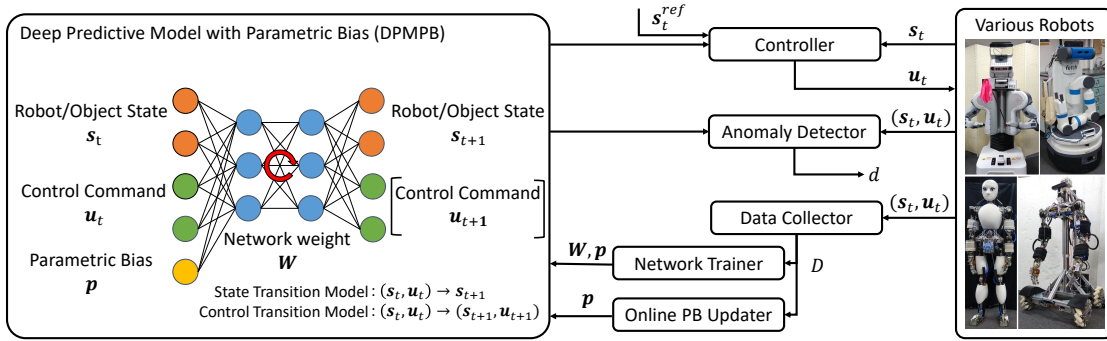 Deep Predictive Model with Parametric Bias (DPMPB)
Robot/Object State
s_t
Control Command
u_t
Parametric Bias
p
Network weight
W
Robot/Object State
s_{t+1}
Control Command
u_{t+1}
State Transition Model : (s_t, u_t) → s_{t+1}
Control Transition Model : (s_t, u_t) → (s_{t+1}, u_{t+1})
s_t^{ref}
Controller
s_t
u_t
Anomaly Detector
(s_t, u_t)
d
Data Collector
(s_t, u_t)
D
W, p
Network Trainer
p
Online PB Updater
Various Robots
fetch